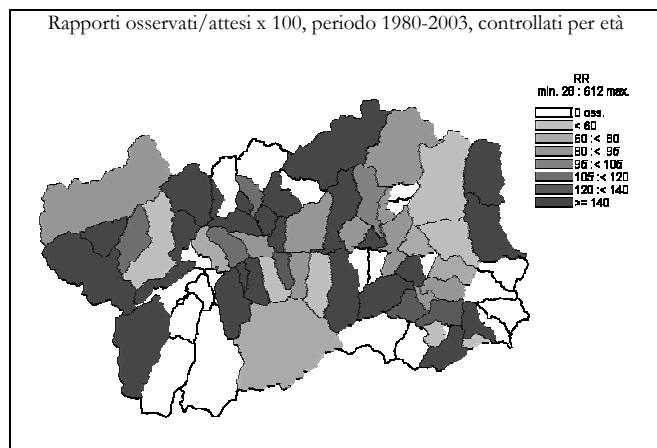 Rapporti osservati/attesi x 100, periodo 1980-2003, controllati per età
RR
min. 26 : 612 max.
0 oss.
< 60
60 :< 80
80 :< 95
95 :< 105
105 :< 120
120 :< 140
>= 140